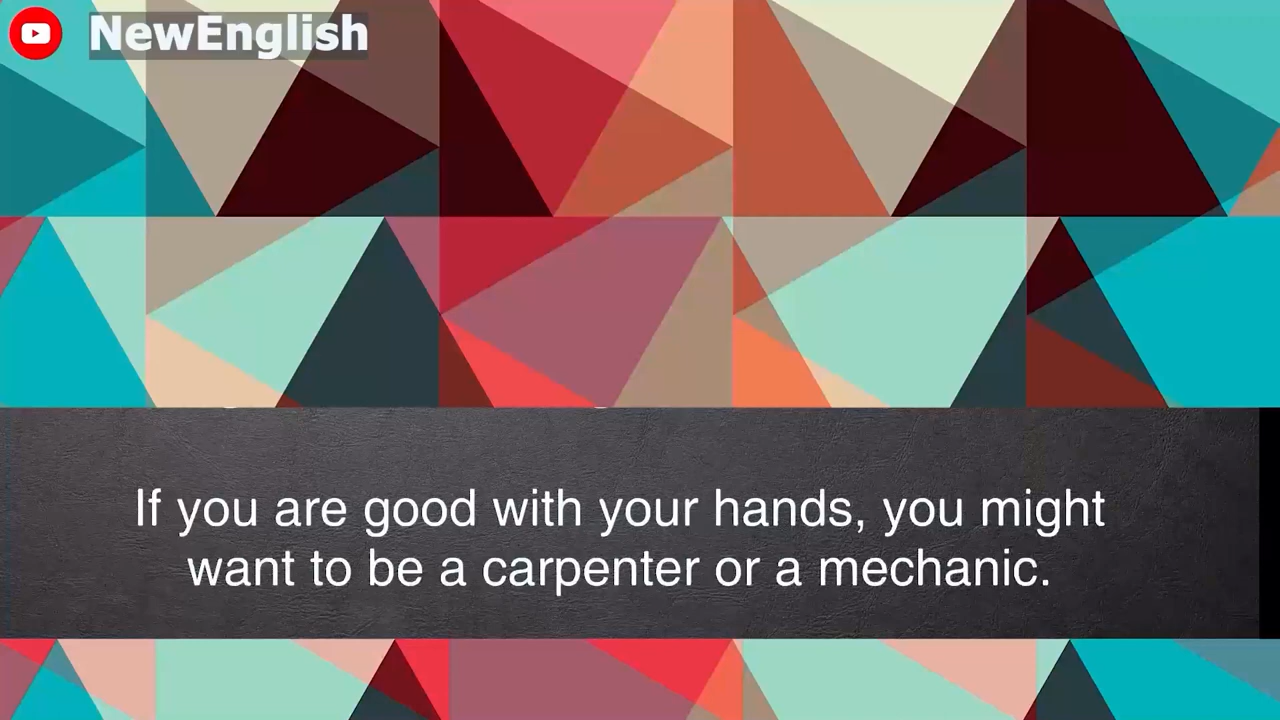 NewEnglish
If you are good with your hands, you might
want to be a carpenter or a mechanic.